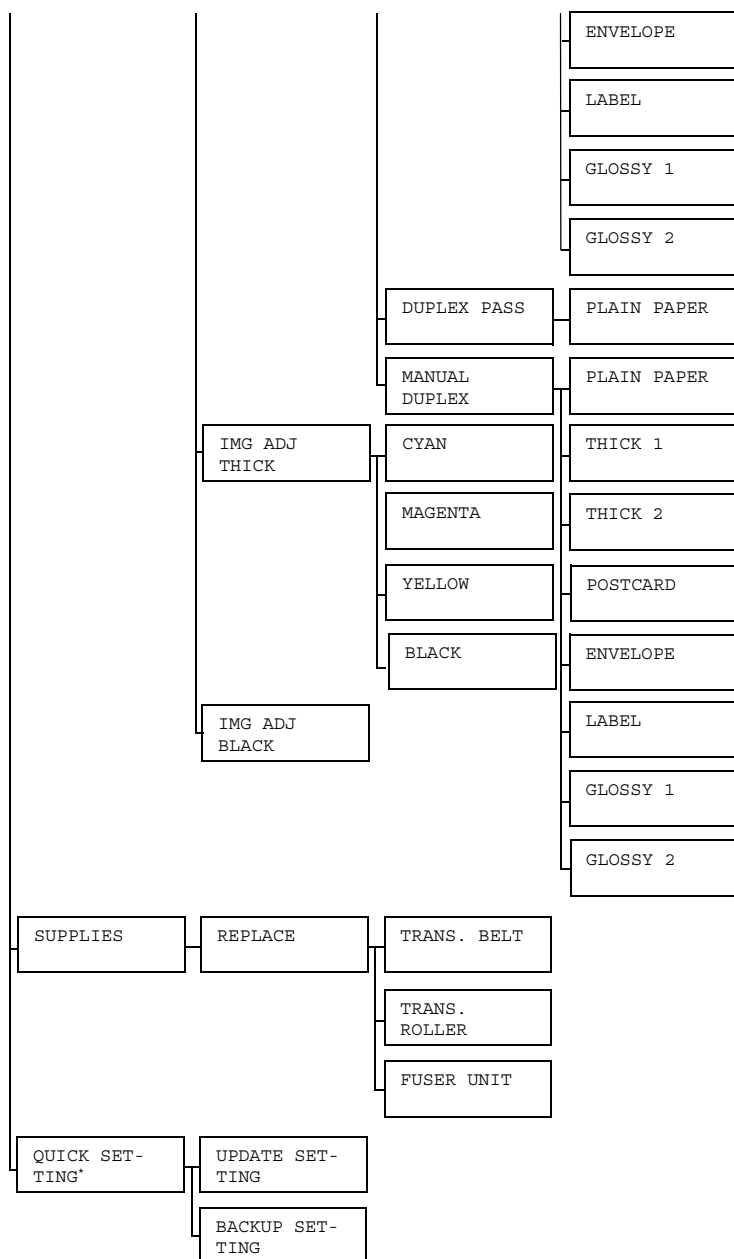 ENVELOPE
LABEL
GLOSSY 1
GLOSSY 2
DUPLEX PASS
PLAIN PAPER
MANUAL
DUPLEX
PLAIN PAPER
IMG ADJ
THICK
CYAN
THICK 1
MAGENTA
THICK 2
YELLOW
POSTCARD
BLACK
ENVELOPE
IMG ADJ
BLACK
LABEL
GLOSSY 1
GLOSSY 2
SUPPLIES
REPLACE
TRANS. BELT
TRANS.
ROLLER
FUSER UNIT
QUICK SET-
TING*
UPDATE SET-
TING
BACKUP SET-
TING